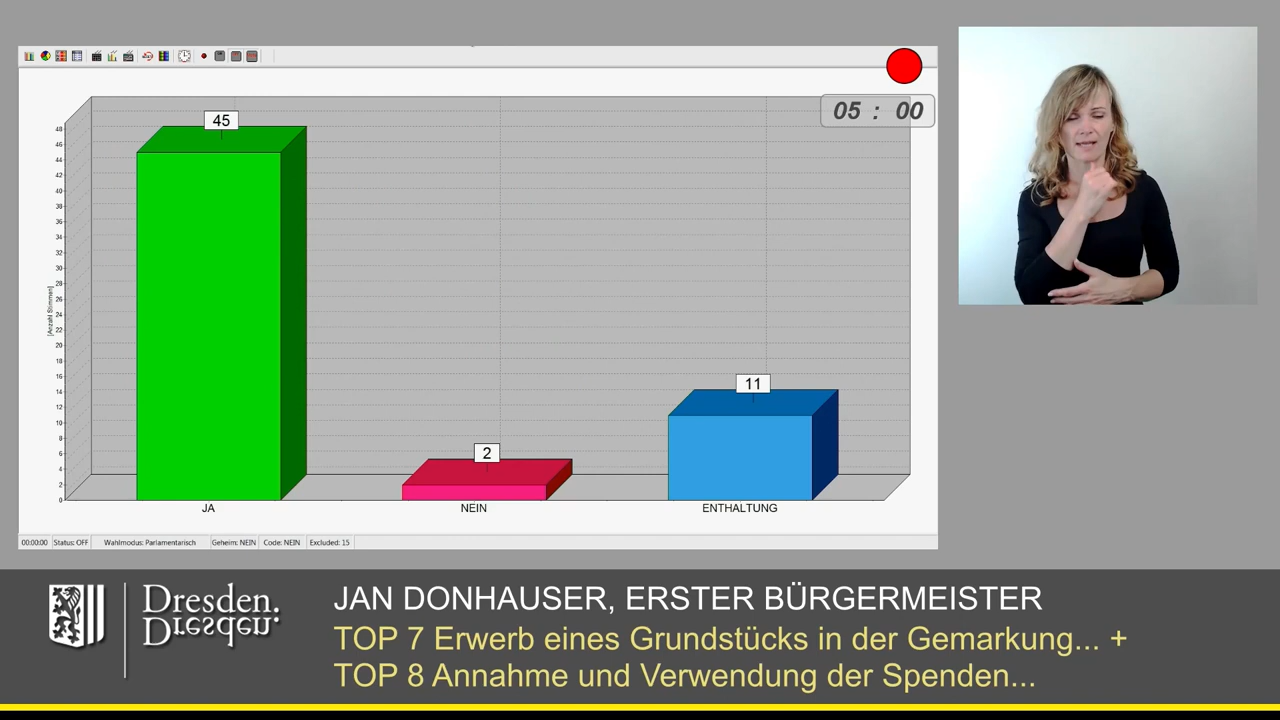 05 : 00
45
2
11
48
46
44
42
40
38
36
34
32
30
28
26
24
22
20
18
16
14
12
10
8
6
4
2
0
[Anzahl Stimmen]
JA
NEIN
ENTHALTUNG
00:00:00 Status: OFF Wahlmodus: Parlamentarisch Geheim: NEIN Code: NEIN Excluded: 15
Dresden.
Dresden.
JAN DONHAUSER, ERSTER BÜRGERMEISTER
TOP 7 Erwerb eines Grundstücks in der Gemarkung... +
TOP 8 Annahme und Verwendung der Spenden...